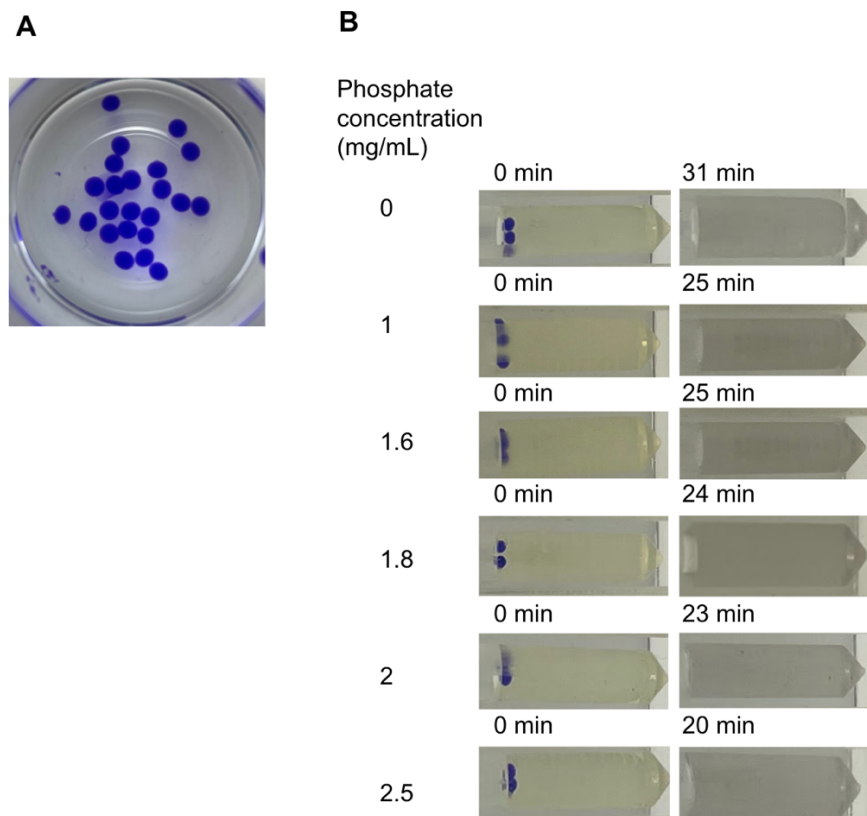 A
B
Phosphate
concentration
(mg/mL)
0 min 31 min
0
0 min 25 min
1
0 min 25 min
1.6
0 min 24 min
1.8
0 min 23 min
2
0 min 20 min
2.5